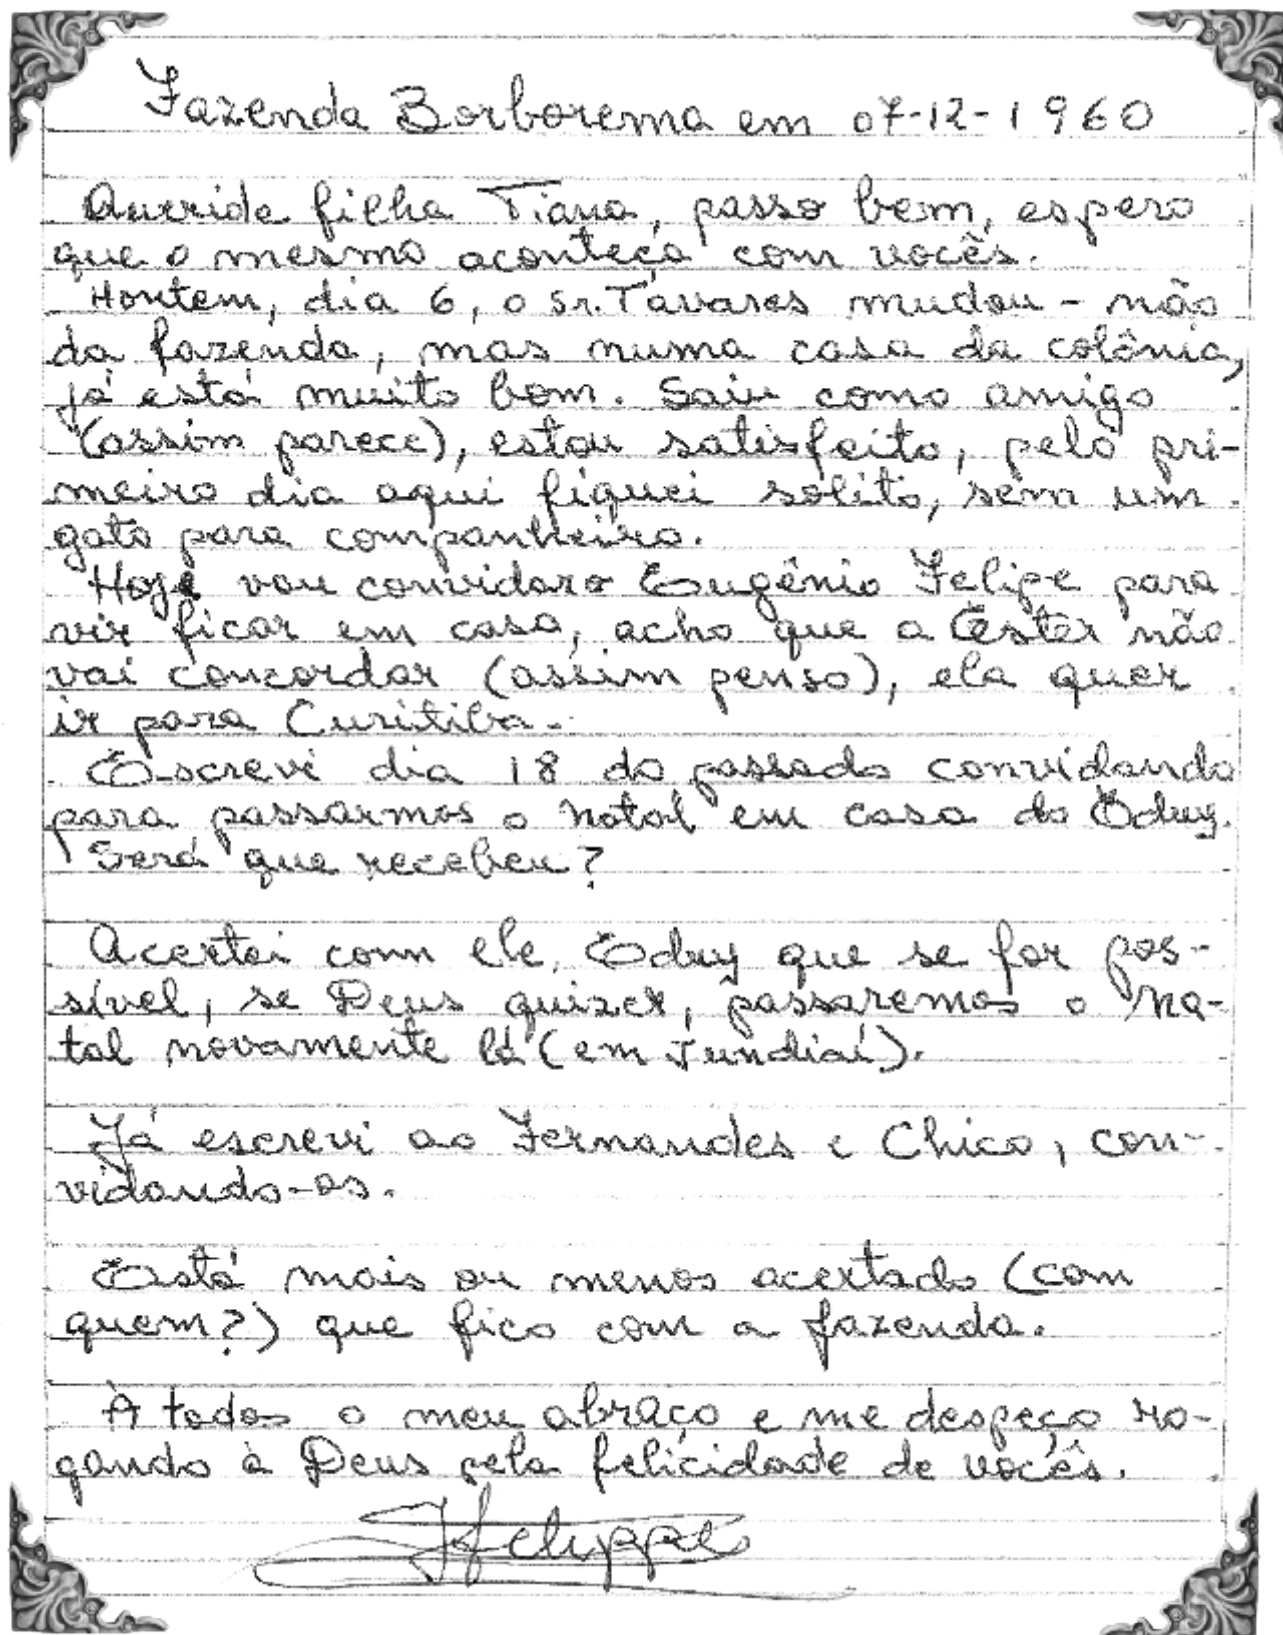 Fazenda Borborema em 07-12-1960
Querida filha Tiana, passo bem, espero
que o mesmo aconteça com vocês.
Hontem, dia 6, o Sr. Tavares mudou - não
da fazenda, mas numa casa da colônia,
já está muito bom. Saiu como amigo
(assim parece), estou satisfeito, pelo pri-
meiro dia aqui fiquei sólito, sem um
gato para companheiro.
Hoje vou convidar o Eugênio Felipe para
vir ficar em casa, acho que a Ester não
vai concordar (assim penso), ela quer
ir para Curitiba.
Escrevi dia 18 do passado convidando
para passarmos o Natal em casa do Eduy.
Será que recebeu?
Acertei com ele, Eduy que se for pos-
sível, se Deus quizer, passaremos o Na-
tal novamente lá (em Jundiaí).
Já escrevi ao Fernandes e Chico, con-
vidando-os.
Está mais ou menos acertado (com
quem?) que fico com a fazenda.
À todos o meu abraço e me despeço ro-
gando à Deus pela felicidade de vocês.
JFelippe